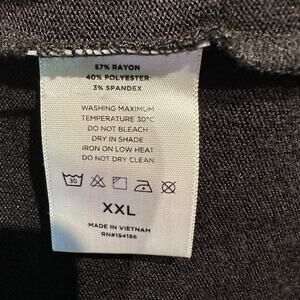 57% RAYON
40% POLYESTER
3% SPANDEX
WASHING MAXIMUM
TEMPERATURE 30°C
DO NOT BLEACH
DRY IN SHADE
IRON ON LOW HEAT
DO NOT DRY CLEAN
30
XXL
MADE IN VIETNAM
RN#154156